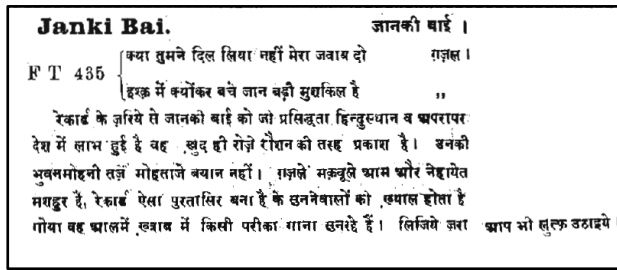 Janki Bai. जानकी बाई ।
क्या तुमने दिल लिया नहीं मेरा जवाब दो ग़ज़ल ।
F T 435
इश्क़ में क्योंकर बचे जान बड़ी मुशकिल है ,,
रेकार्ड के ज़रिये से जानकी बाई को जो प्रसिद्धता हिन्दुस्थान व अपरापर
देश में लाभ हुई है वह ख़ुद ही रोज़े रौशन की तरह प्रकाश है। उनकी
भुवनमोहनी तर्ज़ मोहताजे बयान नहीं। ग़ज़लें मक़बूले आम और नेहायेत
मशहुर हैं, रेकार्ड ऐसा पुरतासिर बना है के सुननेवालों को ख़्याल होता है
गोया वह आलमें ख़्वाब में किसी परीका गाना सुनरहे हैं। लिजिये ज़रा आप भी लुत्फ़ उठाइये